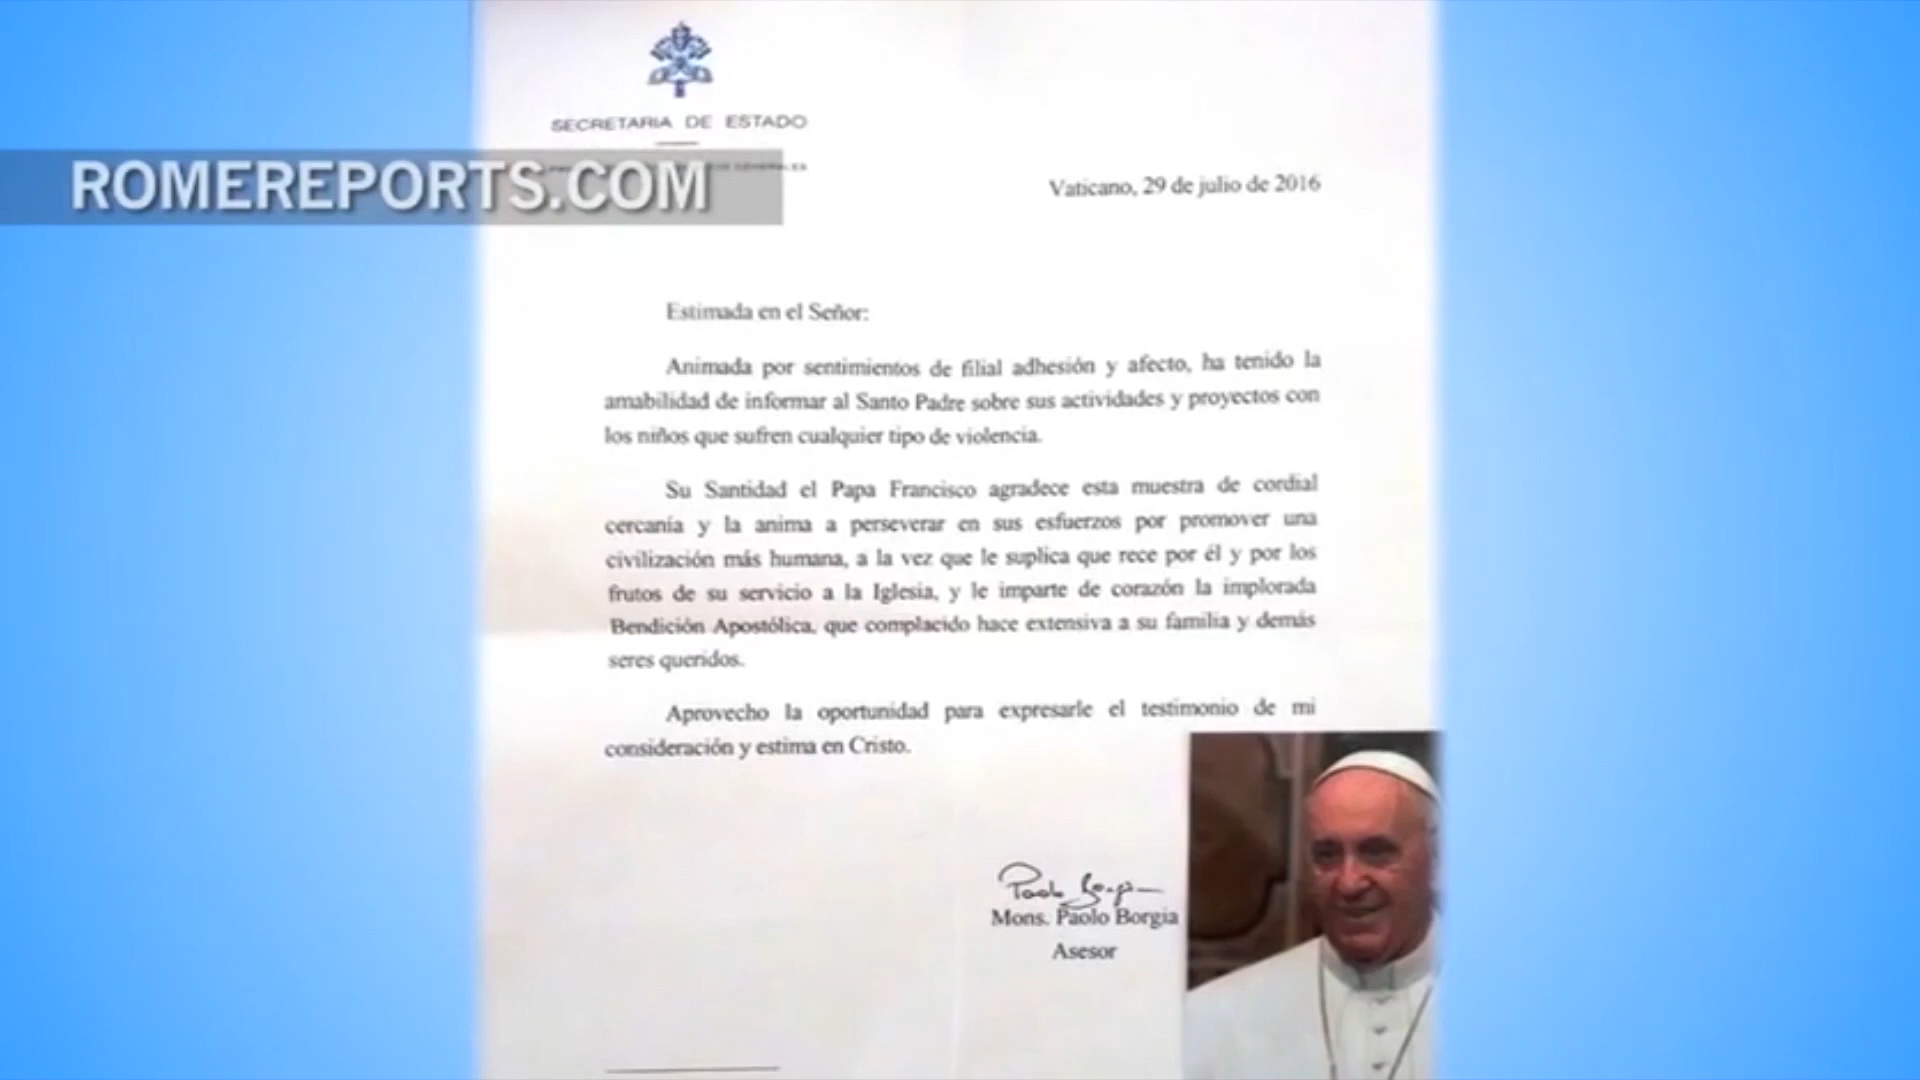 SECRETARIA DE ESTADO
ROMEREPORTS.COM
GENERALES
Vaticano, 29 de julio de 2016
Estimada en el Señor:
Animada por sentimientos de filial adhesión y afecto, ha tenido la
amabilidad de informar al Santo Padre sobre sus actividades y proyectos con
los niños que sufren cualquier tipo de violencia.
Su Santidad el Papa Francisco agradece esta muestra de cordial
cercanía y la anima a perseverar en sus esfuerzos por promover una
civilización más humana, a la vez que le suplica que rece por él y por los
frutos de su servicio a la Iglesia, y le imparte de corazón la implorada
Bendición Apostólica, que complacido hace extensiva a su familia y demás
seres queridos.
Aprovecho la oportunidad para expresarle el testimonio de mi
consideración y estima en Cristo.
Paolo Borgia
Mons. Paolo Borgia
Asesor